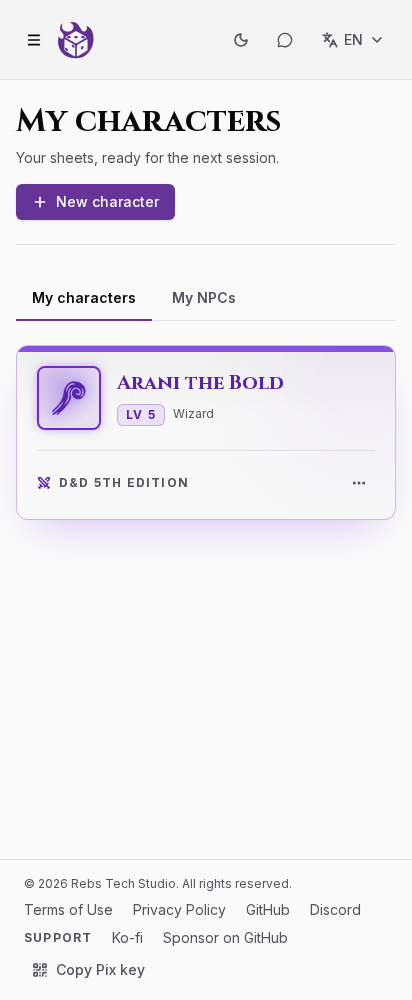 EN
My characters
Your sheets, ready for the next session.
New character
My characters
My NPCs
Arani the Bold
LV 5
Wizard
D&D 5TH EDITION
© 2026 Rebs Tech Studio. All rights reserved.
Terms of Use
Privacy Policy
GitHub
Discord
SUPPORT
Ko-fi
Sponsor on GitHub
Copy Pix key